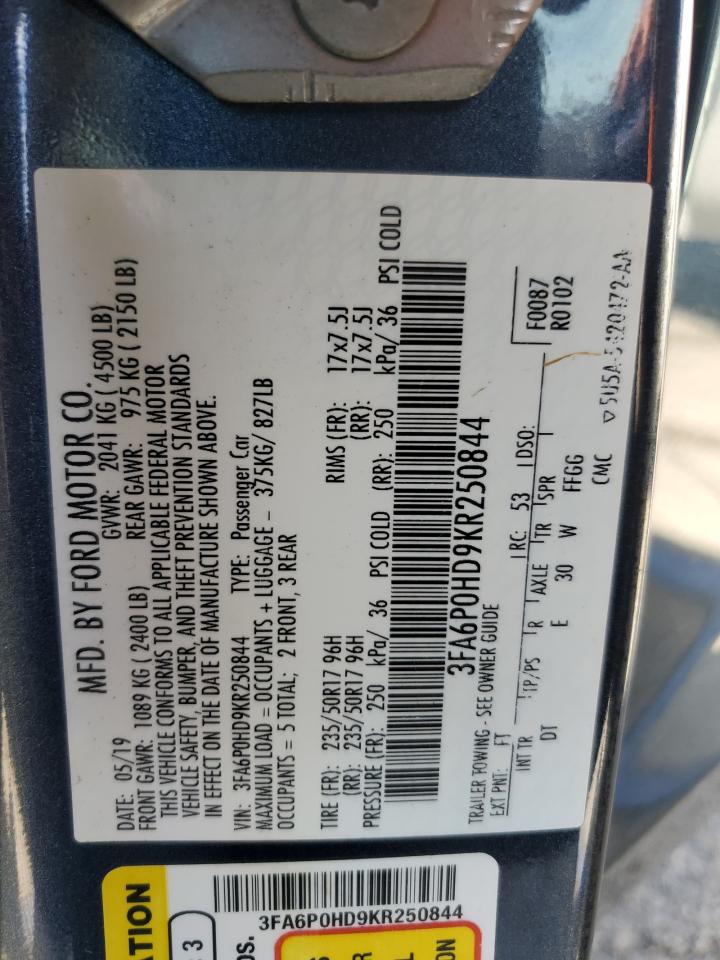 MFD. BY FORD MOTOR CO.
DATE: 05/19 GVWR: 2041 KG ( 4500 LB)
FRONT GAWR: 1089 KG ( 2400 LB) REAR GAWR: 975 KG ( 2150 LB)
THIS VEHICLE CONFORMS TO ALL APPLICABLE FEDERAL MOTOR
VEHICLE SAFETY, BUMPER, AND THEFT PREVENTION STANDARDS
IN EFFECT ON THE DATE OF MANUFACTURE SHOWN ABOVE.
VIN: 3FA6P0HD9KR250844 TYPE: Passenger Car
MAXIMUM LOAD = OCCUPANTS + LUGGAGE - 375KG/ 827LB
OCCUPANTS = 5 TOTAL; 2 FRONT, 3 REAR
TIRE (FR): 235/50R17 96H RIMS (FR): 17x7.5J
(RR): 235/50R17 96H (RR): 17x7.5J
PRESSURE (FR): 250 kPa/ 36 PSI COLD (RR): 250 kPa/ 36 PSI COLD
3FA6P0HD9KR250844
TRAILER TOWING - SEE OWNER GUIDE
EXT PNT: FT RC: 53 DSO:
F0087
R0102
INT TR TP/PS R AXLE TR SPR
DT E 30 W FFGG
CMC
3FA6P0HD9KR250844
3